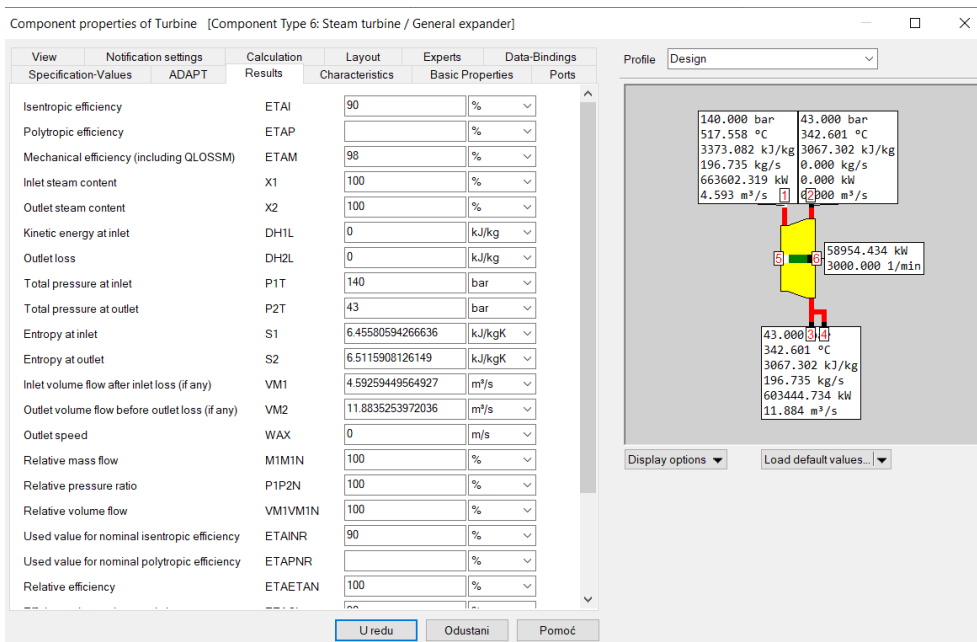 Component properties of Turbine [Component Type 6: Steam turbine / General expander]
View Notification settings Calculation Layout Experts Data-Bindings
Specification-Values ADAPT Results Characteristics Basic Properties Ports
Isentropic efficiency ETAI 90 %
Polytropic efficiency ETAP %
Mechanical efficiency (including QLOSSM) ETAM 98 %
Inlet steam content X1 100 %
Outlet steam content X2 100 %
Kinetic energy at inlet DH1L 0 kJ/kg
Outlet loss DH2L 0 kJ/kg
Total pressure at inlet P1T 140 bar
Total pressure at outlet P2T 43 bar
Entropy at inlet S1 6.45580594266636 kJ/kgK
Entropy at outlet S2 6.5115908126149 kJ/kgK
Inlet volume flow after inlet loss (if any) VM1 4.59259449564927 m³/s
Outlet volume flow before outlet loss (if any) VM2 11.8835253972036 m³/s
Outlet speed WAX 0 m/s
Relative mass flow M1M1N 100 %
Relative pressure ratio P1P2N 100 %
Relative volume flow VM1VM1N 100 %
Used value for nominal isentropic efficiency ETAINR 90 %
Used value for nominal polytropic efficiency ETAPNR %
Relative efficiency ETAETAN 100 %
U redu Odustani Pomoć
Profile Design
140.000 bar 43.000 bar
517.558 °C 342.601 °C
3373.082 kJ/kg 3067.302 kJ/kg
196.735 kg/s 0.000 kg/s
663602.319 kW 0.000 kW
4.593 m³/s 1 2 000 m³/s
5 6 58954.434 kW
3000.000 1/min
43.000 3 4
342.601 °C
3067.302 kJ/kg
196.735 kg/s
603444.734 kW
11.884 m³/s
Display options Load default values...